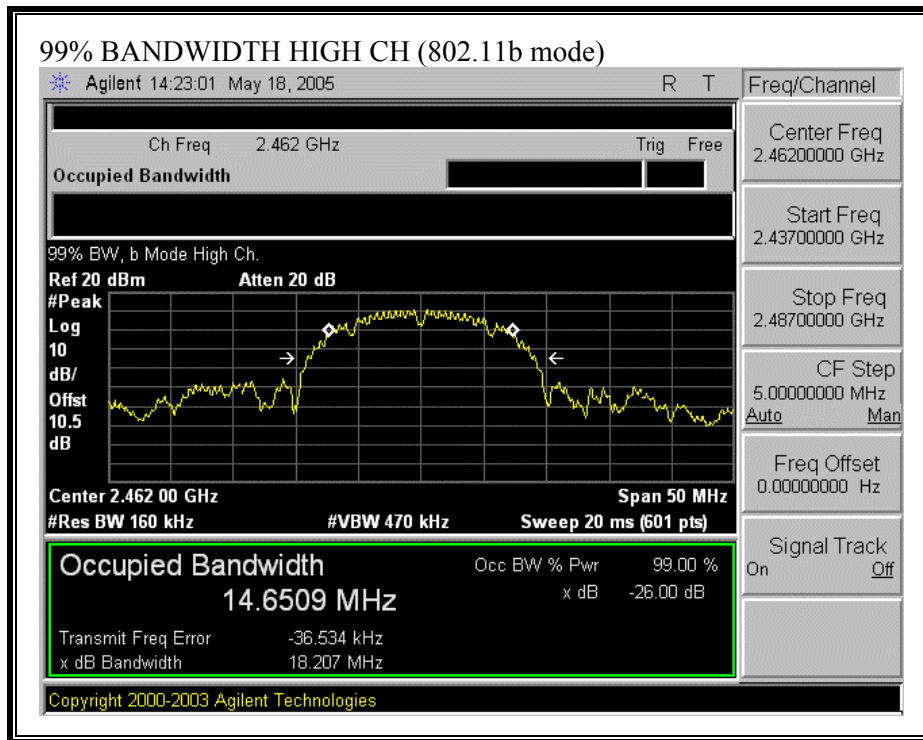 99% BANDWIDTH HIGH CH (802.11b mode)
Agilent 14:23:01 May 18, 2005 R T
Freq/Channel
Ch Freq 2.462 GHz Trig Free
Occupied Bandwidth
Center Freq
2.46200000 GHz
Start Freq
2.43700000 GHz
Stop Freq
2.48700000 GHz
CF Step
5.00000000 MHz
Auto Man
Freq Offset
0.00000000 Hz
Signal Track
On Off
99% BW, b Mode High Ch.
Ref 20 dBm Atten 20 dB
#Peak
Log
10
dB/
Offst
10.5
dB
Center 2.462 00 GHz Span 50 MHz
#Res BW 160 kHz #VBW 470 kHz Sweep 20 ms (601 pts)
Occupied Bandwidth Occ BW % Pwr 99.00 %
14.6509 MHz x dB -26.00 dB
Transmit Freq Error -36.534 kHz
x dB Bandwidth 18.207 MHz
Copyright 2000-2003 Agilent Technologies